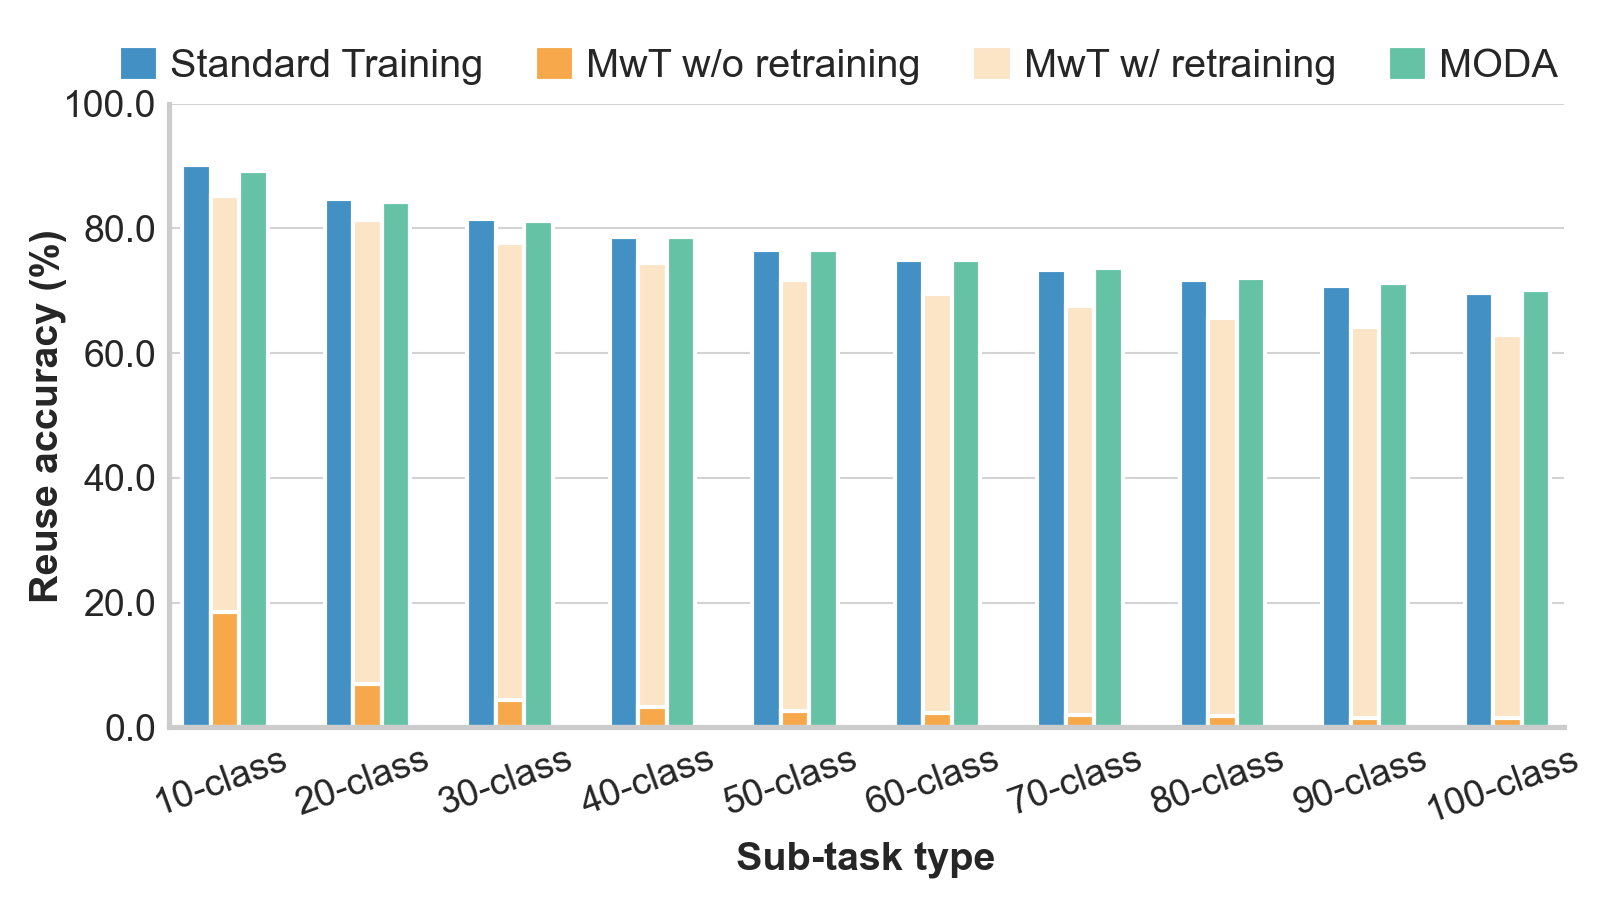 Standard Training MwT w/o retraining MwT w/ retraining MODA
100.0
80.0
60.0
40.0
20.0
0.0
Reuse accuracy (%)
10-class 20-class 30-class 40-class 50-class 60-class 70-class 80-class 90-class 100-class
Sub-task type